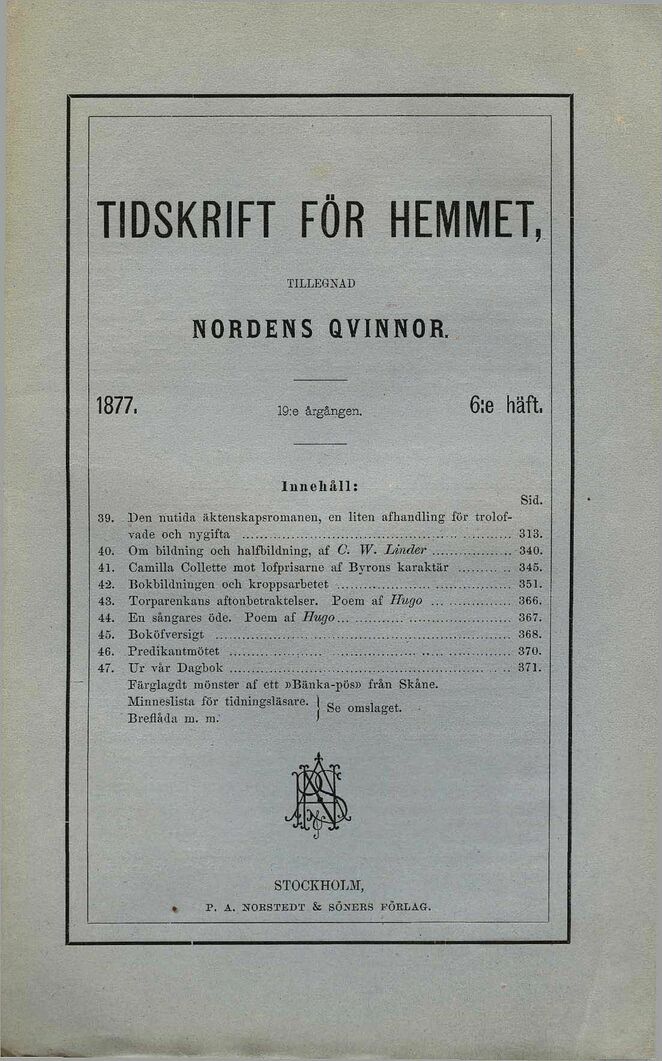 TIDSKRIFT FÖR HEMMET,
TILLEGNAD
NORDENS QVINNOR.
1877. 19:e årgången. 6:e häft.
Innehåll:
Sid.
39. Den nutida äktenskapsromanen, en liten afhandling för trolof-
vade och nygifta 313.
40. Om bildning och halfbildning, af C. W. Linder 340.
41. Camilla Collette mot lofprisarne af Byrons karaktär 345.
42. Bokbildningen och kroppsarbetet 351.
43. Torparenkans aftonbetraktelser. Poem af Hugo 366.
44. En sångares öde. Poem af Hugo 367.
45. Boköfversigt 368.
46. Predikantmötet 370.
47. Ur vår Dagbok 371.
Färglagdt mönster af ett »Bänka-pös» från Skåne.
Minneslista för tidningsläsare. } Se omslaget.
Breflåda m. m.
STOCKHOLM,
P. A. NORSTEDT & SÖNERS FÖRLAG.